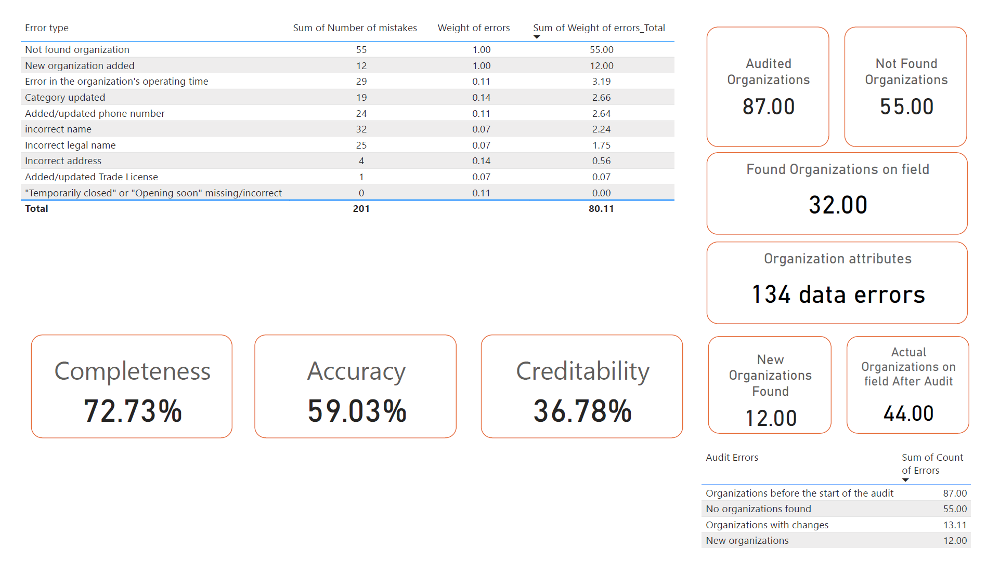 Error type Sum of Number of mistakes Weight of errors Sum of Weight of errors_Total
Not found organization 55 1.00 55.00
New organization added 12 1.00 12.00
Error in the organization's operating time 29 0.11 3.19
Category updated 19 0.14 2.66
Added/updated phone number 24 0.11 2.64
incorrect name 32 0.07 2.24
Incorrect legal name 25 0.07 1.75
Incorrect address 4 0.14 0.56
Added/updated Trade License 1 0.07 0.07
"Temporarily closed" or "Opening soon" missing/incorrect 0 0.11 0.00
Total 201 80.11
Audited
Organizations
87.00
Not Found
Organizations
55.00
Found Organizations on field
32.00
Organization attributes
134 data errors
Completeness
72.73%
Accuracy
59.03%
Creditability
36.78%
New
Organizations
Found
12.00
Actual
Organizations on
field After Audit
44.00
Audit Errors Sum of Count
of Errors
Organizations before the start of the audit 87.00
No organizations found 55.00
Organizations with changes 13.11
New organizations 12.00